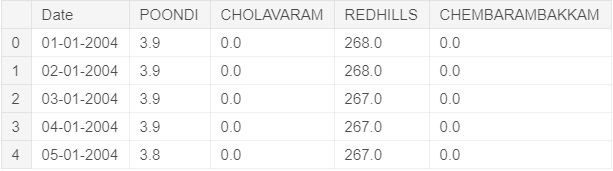 Date POONDI CHOLAVARAM REDHILLS CHEMBARAMBAKKAM
0 01-01-2004 3.9 0.0 268.0 0.0
1 02-01-2004 3.9 0.0 268.0 0.0
2 03-01-2004 3.9 0.0 267.0 0.0
3 04-01-2004 3.9 0.0 267.0 0.0
4 05-01-2004 3.8 0.0 267.0 0.0